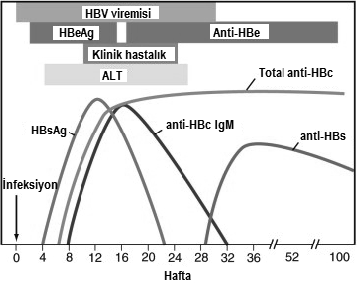 HBV viremisi
HBeAg
Anti-HBe
Klinik hastalık
ALT
Total anti-HBc
HBsAg
anti-HBc IgM
antI-HBs
İnfeksiyon
0 4 8 12 16 20 24 28 32 36 52 100
Hafta